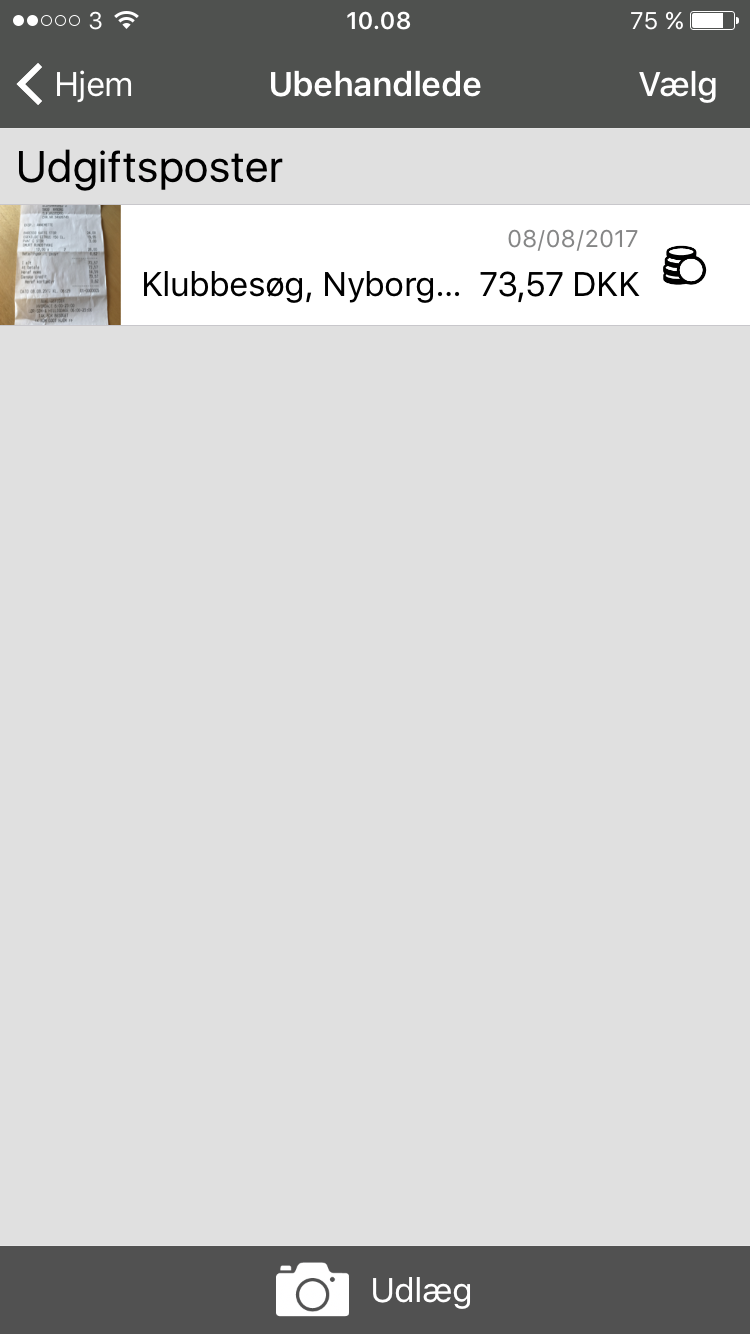 3 10.08 75 %
Hjem Ubehandlede Vælg
Udgiftsposter
08/08/2017
Klubbesøg, Nyborg... 73,57 DKK
Udlæg